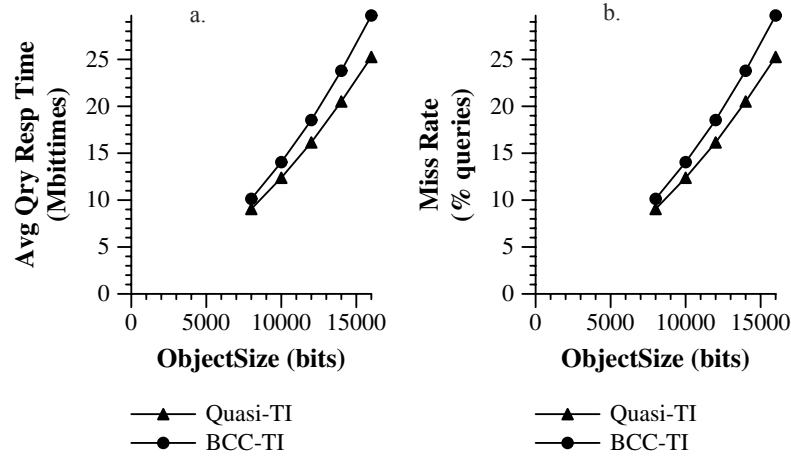 a.
Avg Qry Resp Time
(Mbittimes)
25
20
15
10
5
0
0 5000 10000 15000
ObjectSize (bits)
Quasi-TI
BCC-TI
b.
Miss Rate
(% queries)
25
20
15
10
5
0
0 5000 10000 15000
ObjectSize (bits)
Quasi-TI
BCC-TI